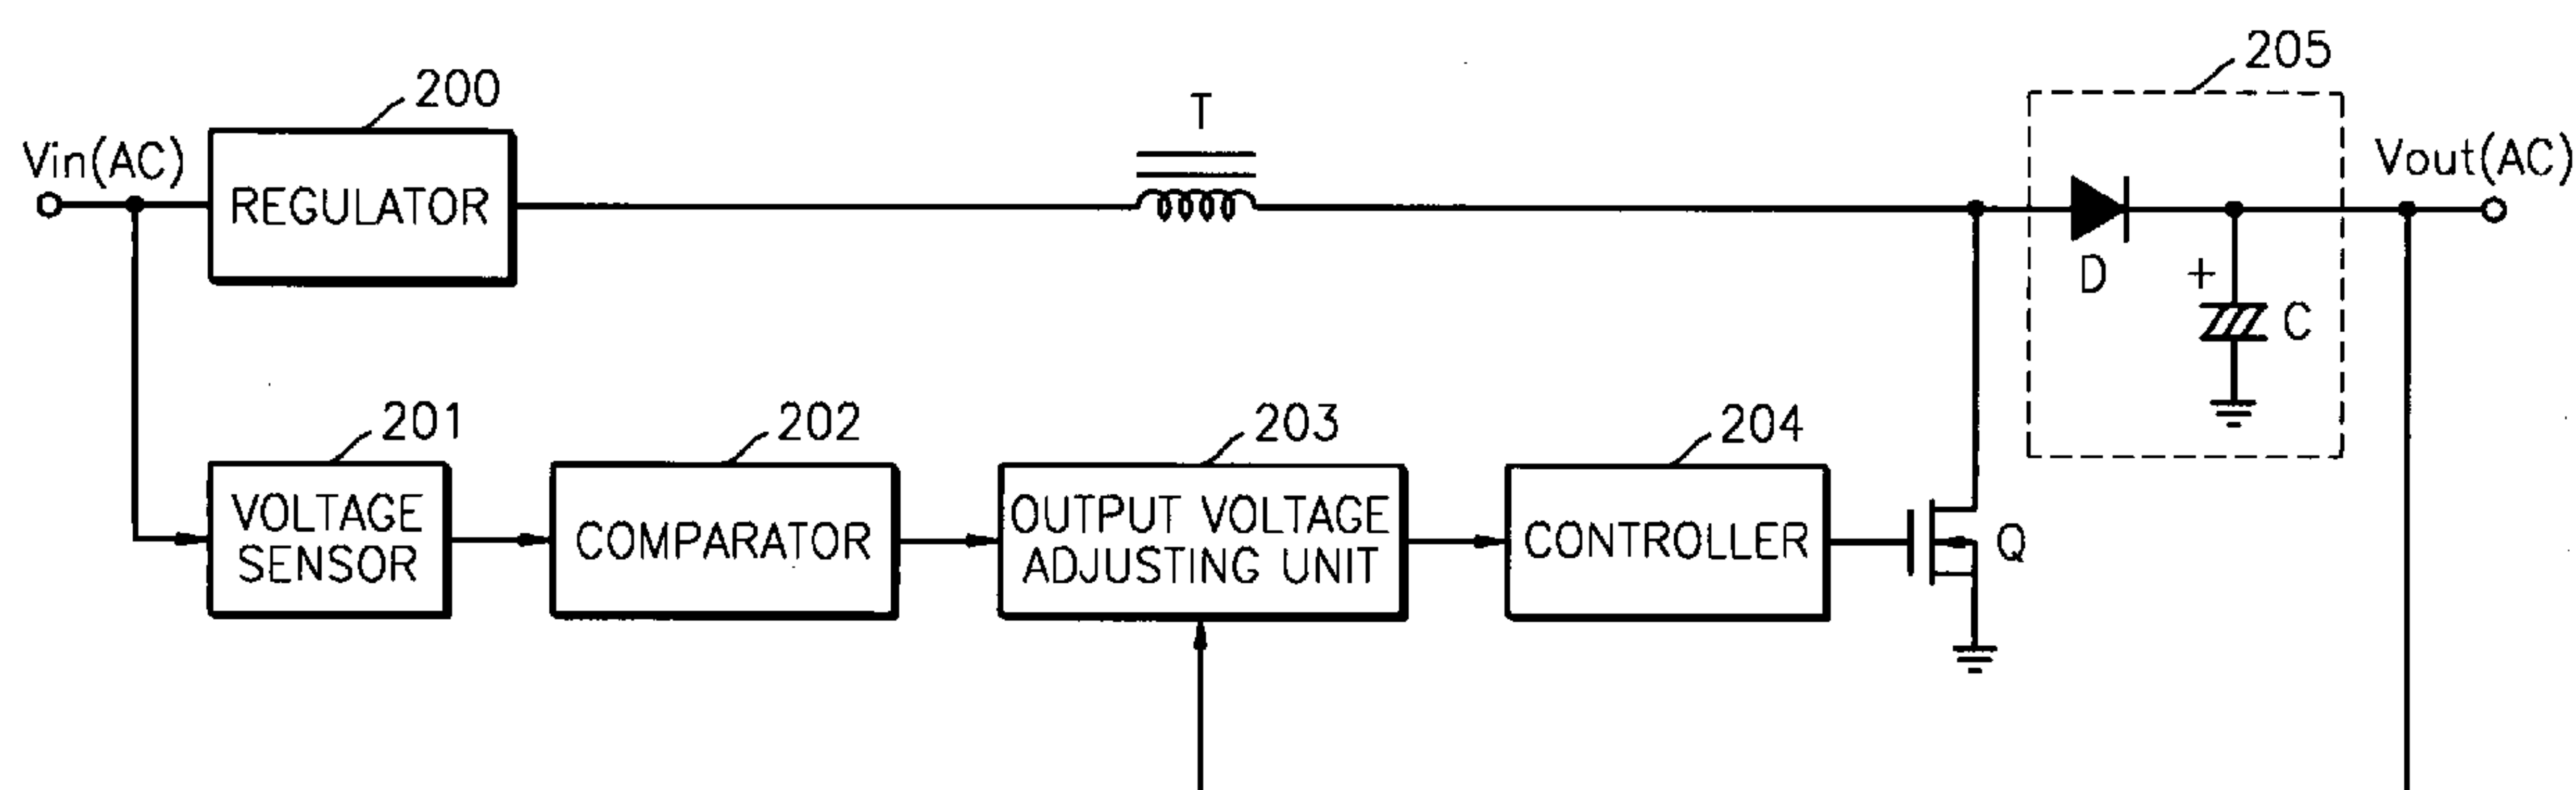 205
200
T
Vin(AC)
Vout(AC)
REGULATOR
D
+
C
201
202
203
204
VOLTAGE
SENSOR
COMPARATOR
OUTPUT VOLTAGE
ADJUSTING UNIT
CONTROLLER
Q